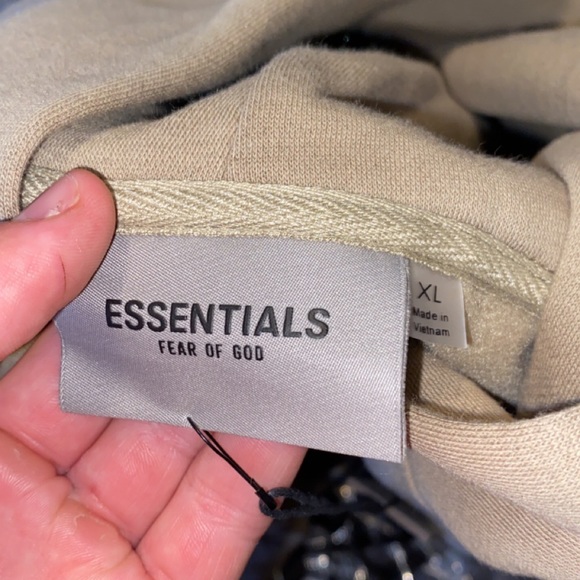 ESSENTIALS
FEAR OF GOD
XL
Made in
Vietnam